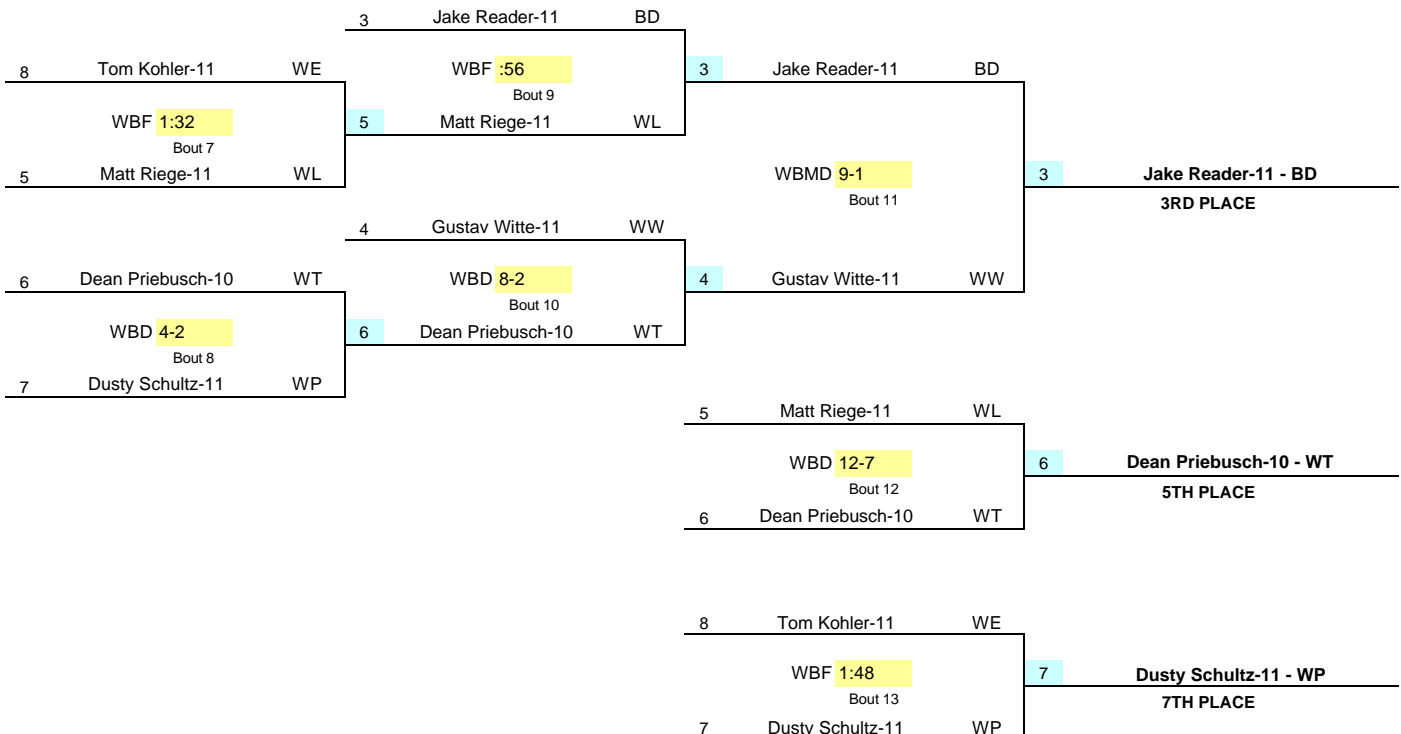 3 Jake Reader-11 BD
8 Tom Kohler-11 WE WBF :56 3 Jake Reader-11 BD
Bout 9
WBF 1:32 5 Matt Riege-11 WL
Bout 7
5 Matt Riege-11 WL WBMD 9-1 3 Jake Reader-11 - BD
Bout 11 3RD PLACE
4 Gustav Witte-11 WW
6 Dean Priebusch-10 WT WBD 8-2 4 Gustav Witte-11 WW
Bout 10
WBD 4-2 6 Dean Priebusch-10 WT
Bout 8
7 Dusty Schultz-11 WP
5 Matt Riege-11 WL
WBD 12-7 6 Dean Priebusch-10 - WT
Bout 12 5TH PLACE
6 Dean Priebusch-10 WT
8 Tom Kohler-11 WE
WBF 1:48 7 Dusty Schultz-11 - WP
Bout 13 7TH PLACE
7 Dusty Schultz-11 WP